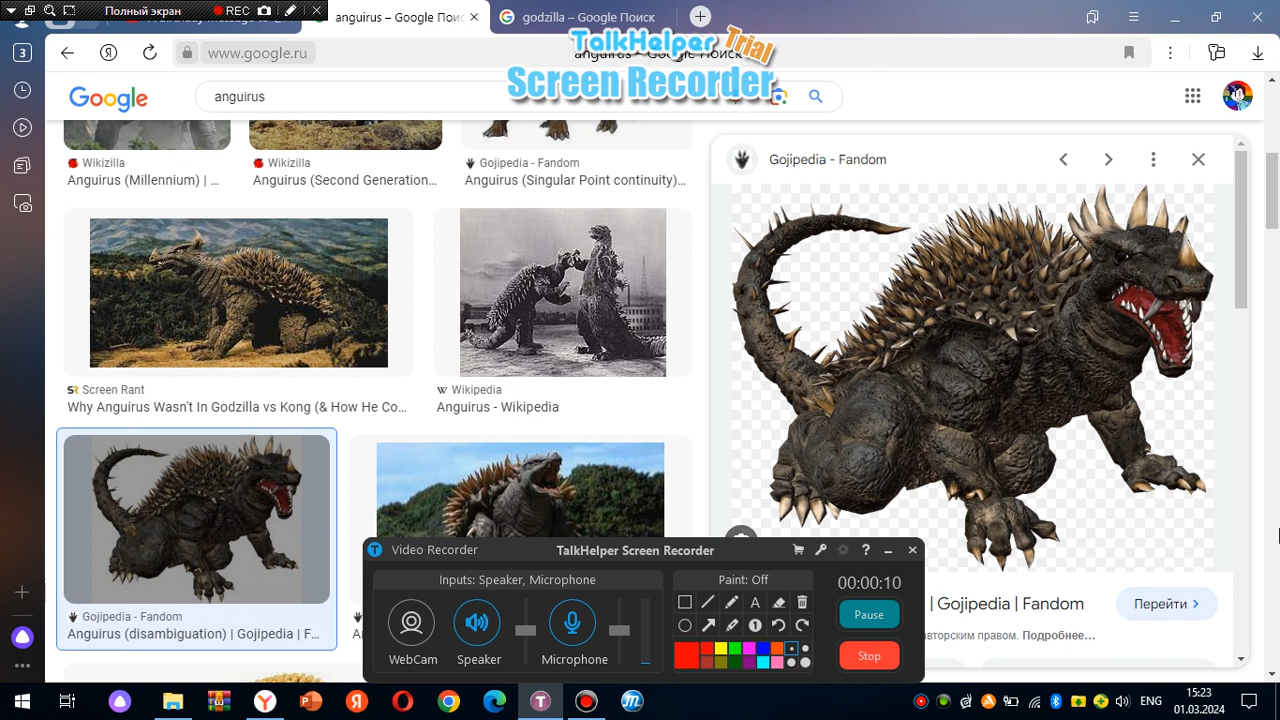 Полный экран
REC
anguirus – Google Пои
godzilla – Google Поиск
3
www.google.ru
TalkHelper Trial
Screen Recorder
Google
anguirus
Wikizilla
Anguirus (Millennium) | ...
Wikizilla
Anguirus (Second Generation...
Gojipedia - Fandom
Anguirus (Singular Point continuity)...
Screen Rant
Why Anguirus Wasn't In Godzilla vs Kong (& How He Co...
Wikipedia
Anguirus - Wikipedia
Gojipedia - Fandom
Anguirus (disambiguation) | Gojipedia | F...
Gojipedia - Fandom
| Gojipedia | Fandom
Перейти
авторским правом. Подробнее...
Video Recorder
TalkHelper Screen Recorder
Inputs: Speaker, Microphone
Paint: Off
00:00:10
WebCam
Speaker
Microphone
Pause
Stop
ENG
15:23
01.03.2024